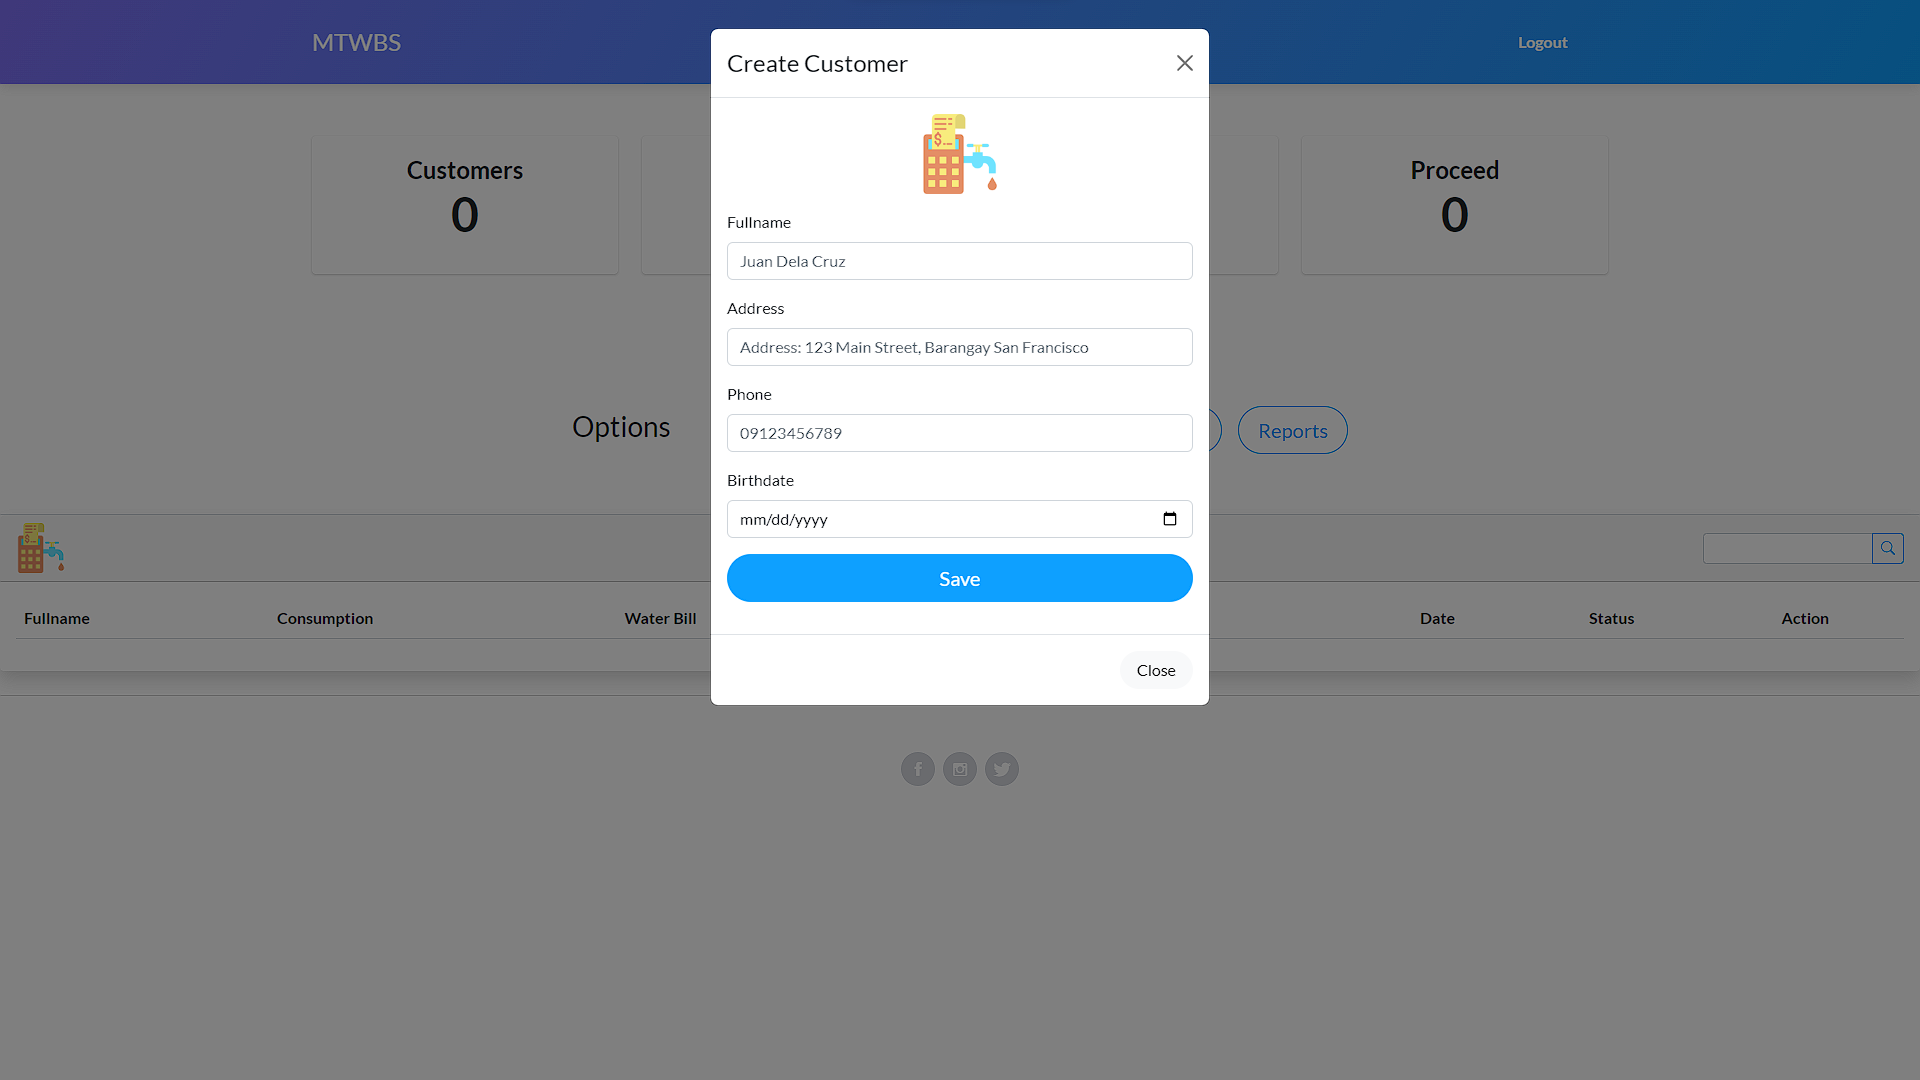 MTWBS
Logout
Create Customer
Customers
0
Proceed
0
Fullname
Juan Dela Cruz
Address
Address: 123 Main Street, Barangay San Francisco
Phone
09123456789
Options
Reports
Birthdate
mm/dd/yyyy
Save
Fullname Consumption Water Bill Date Status Action
Close